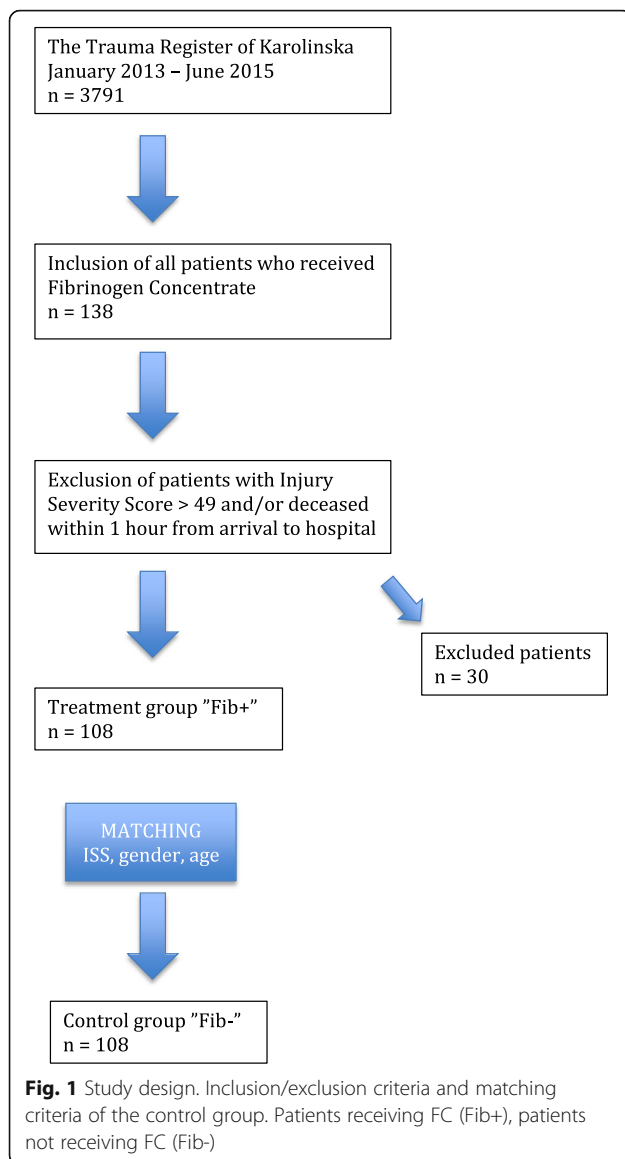 The Trauma Register of Karolinska
January 2013 – June 2015
n = 3791
Inclusion of all patients who received
Fibrinogen Concentrate
n = 138
Exclusion of patients with Injury
Severity Score > 49 and/or deceased
within 1 hour from arrival to hospital
Excluded patients
n = 30
Treatment group ”Fib+”
n = 108
MATCHING
ISS, gender, age
Control group ”Fib-”
n = 108
Fig. 1 Study design. Inclusion/exclusion criteria and matching
criteria of the control group. Patients receiving FC (Fib+), patients
not receiving FC (Fib-)